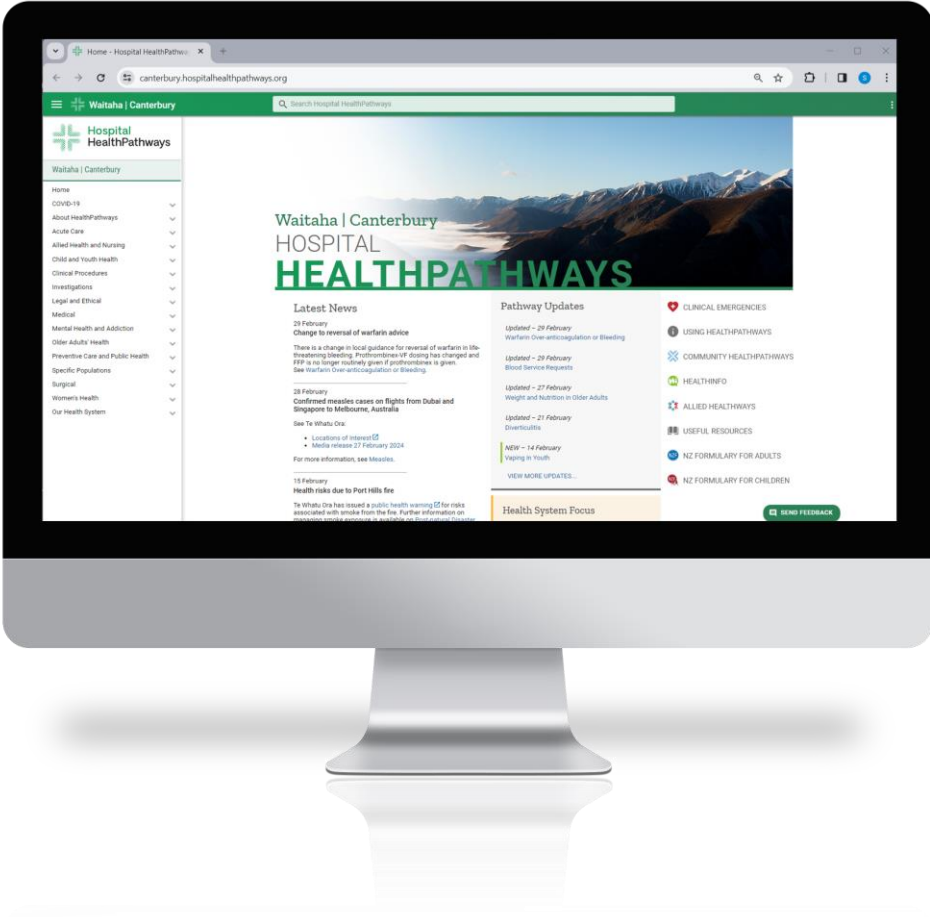 Home - Hospital HealthPathwa
canterbury.hospitalhealthpathways.org
S
Waitaha | Canterbury
Search Hospital HealthPathways
Hospital
HealthPathways
Waitaha | Canterbury
Home
COVID-19
About HealthPathways
Acute Care
Allied Health and Nursing
Child and Youth Health
Clinical Procedures
Investigations
Legal and Ethical
Medical
Mental Health and Addiction
Older Adults' Health
Preventive Care and Public Health
Specific Populations
Surgical
Women's Health
Our Health System
Waitaha | Canterbury
HOSPITAL
HEALTHPATHWAYS
Latest News
29 February
Change to reversal of warfarin advice
There is a change in local guidance for reversal of warfarin in life-
threatening bleeding. Prothrombinex-VF dosing has changed and
FFP is no longer routinely given if prothrombinex is given.
See Warfarin Over-anticoagulation or Bleeding.
28 February
Confirmed measles cases on flights from Dubai and
Singapore to Melbourne, Australia
See Te Whatu Ora:
• Locations of Interest
• Media release 27 February 2024
For more information, see Measles.
15 February
Health risks due to Port Hills fire
Te Whatu Ora has issued a public health warning for risks
associated with smoke from the fire. Further information on
managing smoke exposure is available on Post-natural Disaster
Pathway Updates
Updated – 29 February
Warfarin Over-anticoagulation or Bleeding
Updated – 29 February
Blood Service Requests
Updated – 27 February
Weight and Nutrition in Older Adults
Updated – 21 February
Diverticulitis
NEW – 14 February
Vaping in Youth
VIEW MORE UPDATES...
Health System Focus
CLINICAL EMERGENCIES
USING HEALTHPATHWAYS
COMMUNITY HEALTHPATHWAYS
HEALTHINFO
ALLIED HEALTHWAYS
USEFUL RESOURCES
NZ FORMULARY FOR ADULTS
NZ FORMULARY FOR CHILDREN
SEND FEEDBACK